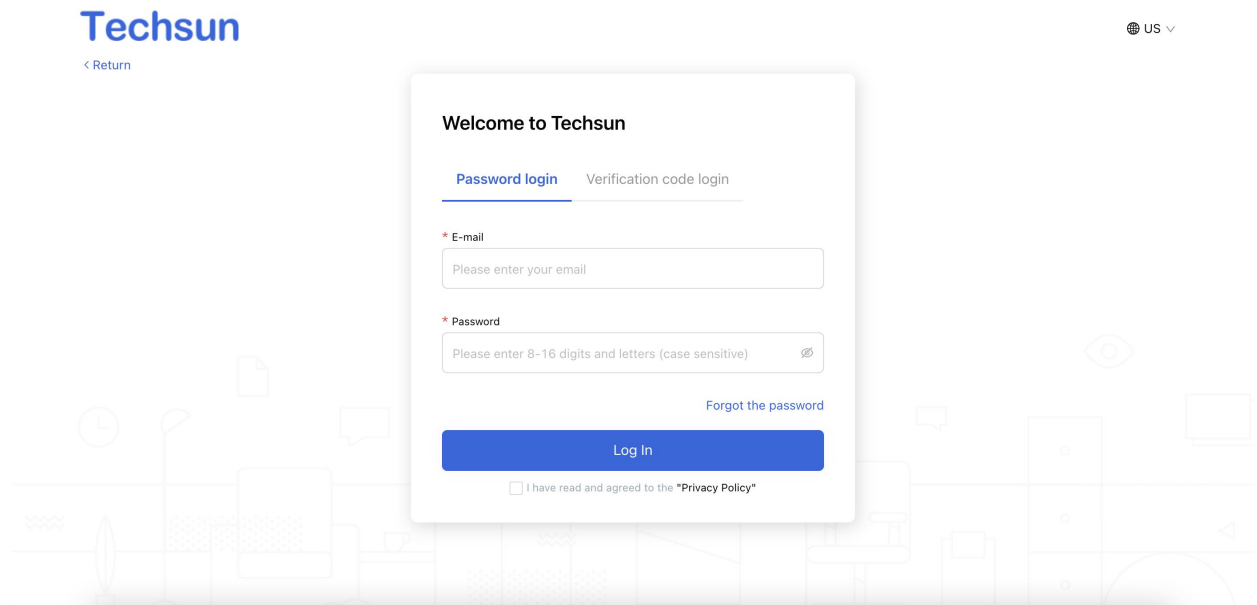 Techsun
US
< Return
Welcome to Techsun
Password login
Verification code login
* E-mail
Please enter your email
* Password
Please enter 8-16 digits and letters (case sensitive)
Forgot the password
Log In
I have read and agreed to the "Privacy Policy"